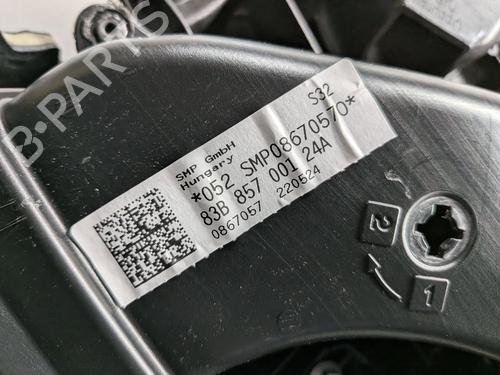 S32
SMP GmbH
Hungary
*052 SMP08670570*
83B 857 001 24A
0867057 220524
2
1
B-PARTS